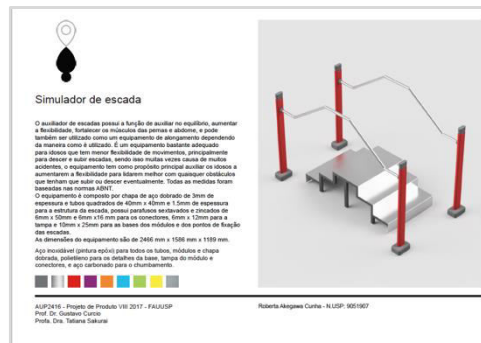 Simulador de escada
O auxiliador de escadas possui a função de auxiliar no equilíbrio, aumentar
a flexibilidade, fortalecer os músculos das pernas e abdome, e pode
também ser utilizado como um equipamento de alongamento dependendo
da maneira como é utilizado. É um equipamento bastante adequado
para idosos que tem menor flexibilidade de movimentos, principalmente
para descer e subir escadas, sendo isso muitas vezes causa de muitos
acidentes, o equipamento tem como propósito principal auxiliar os idosos a
aumentarem a flexibilidade para lidarem melhor com quaisquer obstáculos
que tenham que subir ou descer eventualmente. Todas as medidas foram
baseadas nas normas ABNT.
O equipamento é composto por chapa de aço dobrado de 3mm de
espessura e tubos quadrados de 40mm x 40mm e 1.5mm de espessura
para a estrutura da escada, possui parafusos sextavados e zincados de
6mm x 50mm e 6mm x16 mm para os conectores, 6mm x 12mm para a
tampa e 10mm x 25mm para as bases dos módulos e dos pontos de fixação
das escadas.
As dimensões do equipamento são de 2466 mm x 1586 mm x 1189 mm.
Aço inoxidável (pintura epóxi) para todos os tubos, módulos e chapa
dobrada, polietileno para os detalhes da base, tampa do módulo e
conectores, e aço carbonado para o chumbamento.
AUP2416 - Projeto de Produto VIII 2017 - FAUUSP
Prof. Dr. Gustavo Curcio
Profa. Dra. Tatiana Sakurai
Roberta Akegawa Cunha - N.USP: 9051907